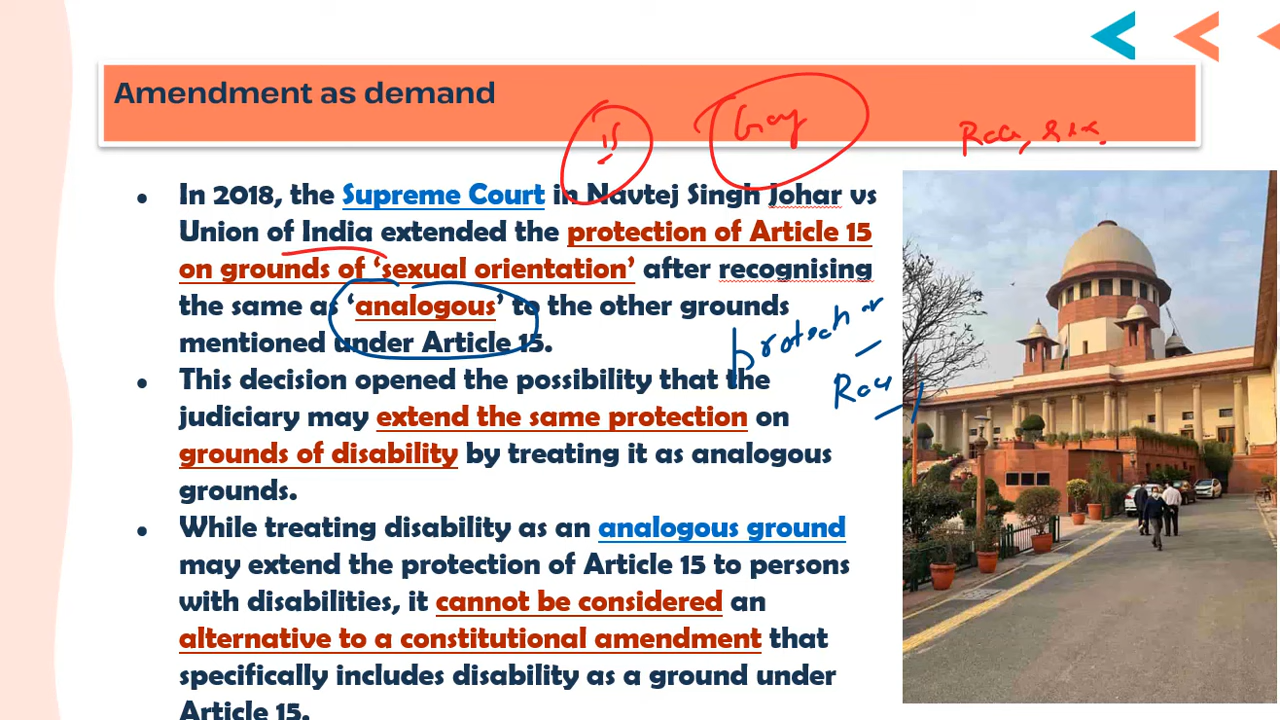 Amendment as demand
15
Gay
• In 2018, the Supreme Court in Navtej Singh Johar vs
Union of India extended the protection of Article 15
on grounds of ‘sexual orientation’ after recognising
the same as ‘analogous’ to the other grounds
mentioned under Article 15.
• This decision opened the possibility that the
judiciary may extend the same protection on
grounds of disability by treating it as analogous
grounds.
• While treating disability as an analogous ground
may extend the protection of Article 15 to persons
with disabilities, it cannot be considered an
alternative to a constitutional amendment that
specifically includes disability as a ground under
Article 15.